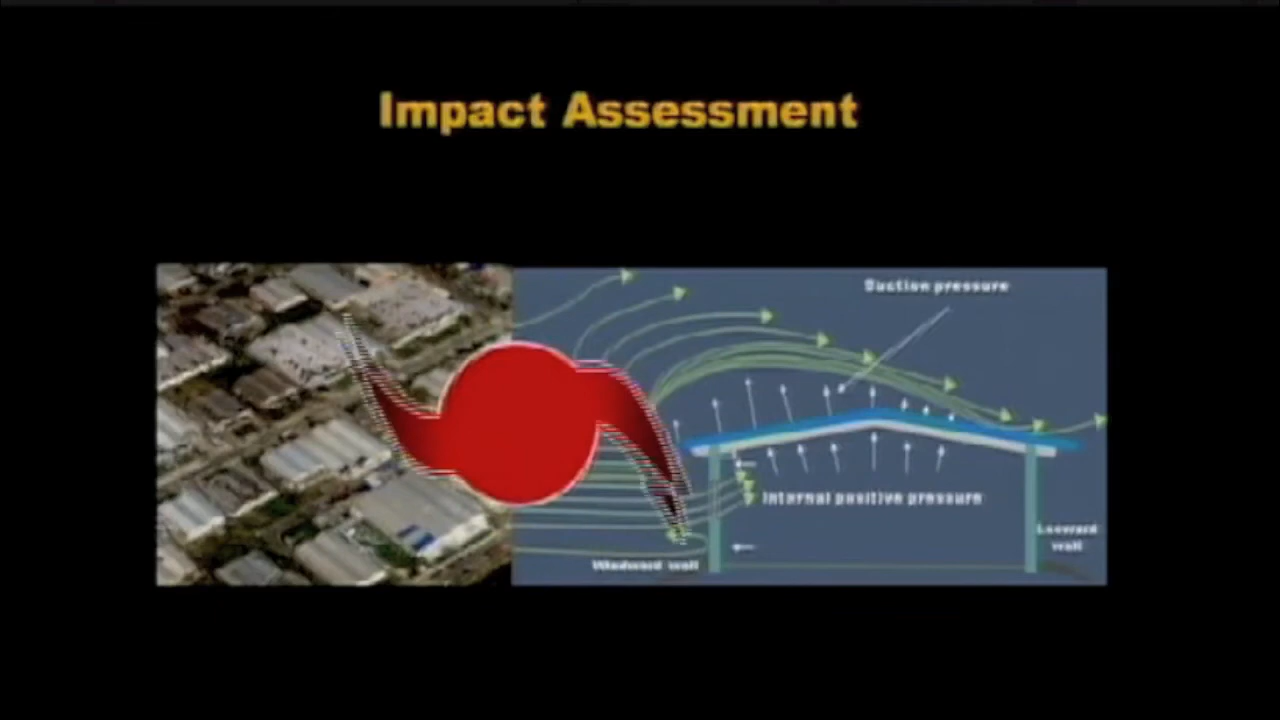 Impact Assessment
Suction pressure
Internal positive pressure
Leeward
wall
Windward wall